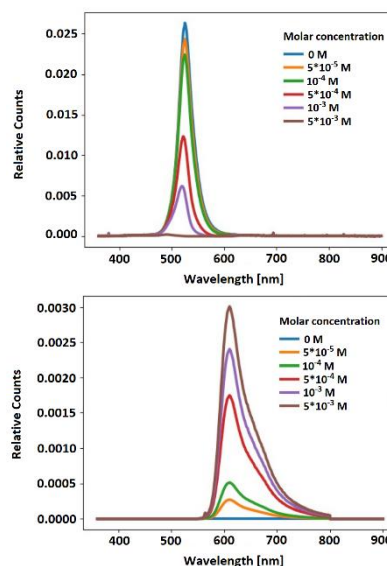 Molar concentration
0 M
5*10⁻⁵ M
10⁻⁴ M
5*10⁻⁴ M
10⁻³ M
5*10⁻³ M
Relative Counts
0.025
0.020
0.015
0.010
0.005
0.000
400 500 600 700 800 900
Wavelength [nm]
Molar concentration
0 M
5*10⁻⁵ M
10⁻⁴ M
5*10⁻⁴ M
10⁻³ M
5*10⁻³ M
Relative Counts
0.0030
0.0025
0.0020
0.0015
0.0010
0.0005
0.0000
400 500 600 700 800 900
Wavelength [nm]